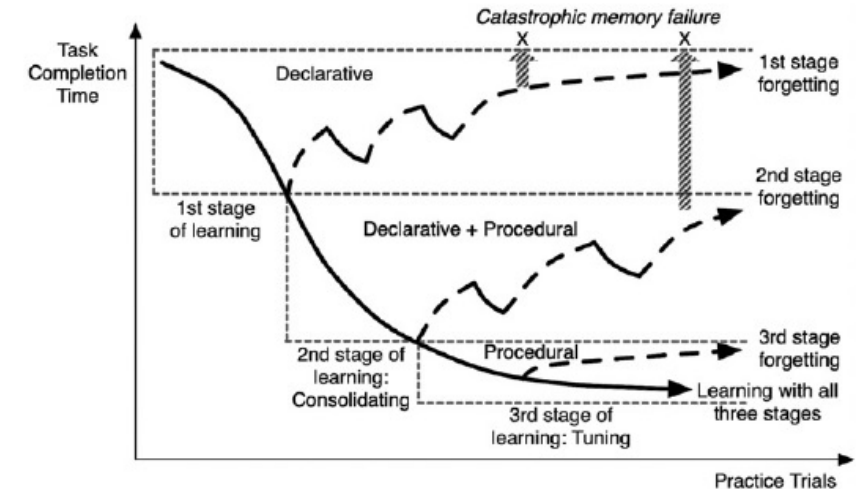 Catastrophic memory failure
X
X
Task
Completion
Time
Declarative
1st stage
forgetting
2nd stage
forgetting
1st stage
of learning
Declarative + Procedural
2nd stage of
learning:
Consolidating
Procedural
3rd stage
forgetting
Learning with all
three stages
3rd stage of
learning: Tuning
Practice Trials